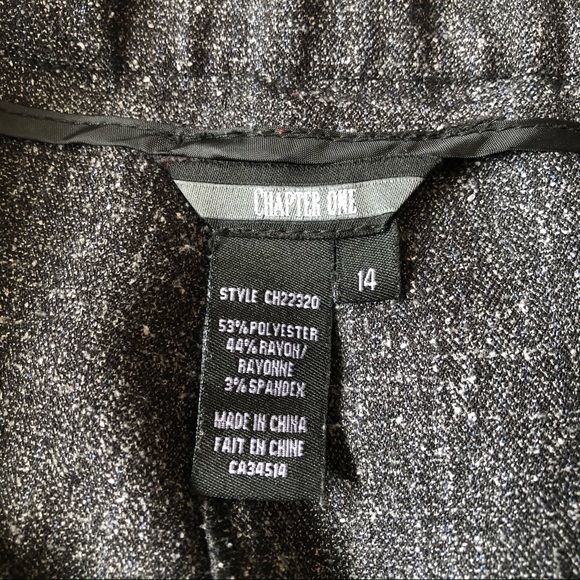 CHAPTER ONE
14
STYLE CH22320
53% POLYESTER
44% RAYON/
RAYONNE
3% SPANDEX
MADE IN CHINA
FAIT EN CHINE
CA34514